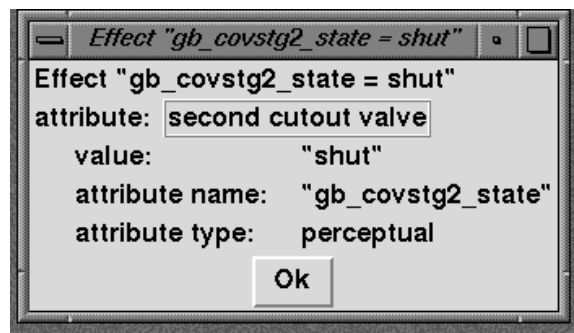 Effect "gb_covstg2_state = shut"
Effect "gb_covstg2_state = shut"
attribute: second cutout valve
value: "shut"
attribute name: "gb_covstg2_state"
attribute type: perceptual
Ok